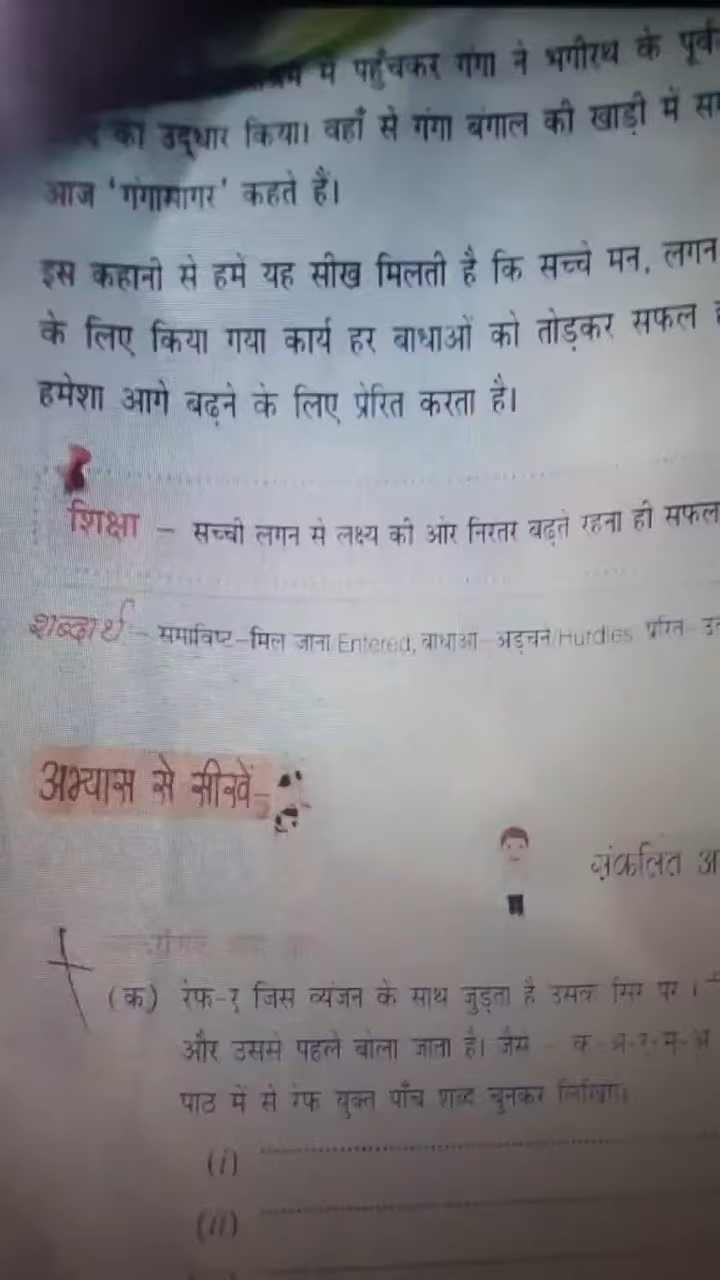 में पहुँचकर गंगा ने भगीरथ के पूर्व
का उद्धार किया। वहाँ से गंगा बंगाल की खाड़ी में
आज 'गंगासागर' कहते हैं।
इस कहानी से हमें यह सीख मिलती है कि सच्चे मन, लगन
के लिए किया गया कार्य हर बाधाओं को तोड़कर सफल
हमेशा आगे बढ़ने के लिए प्रेरित करता है।
शिक्षा – सच्ची लगन से लक्ष्य की ओर निरंतर बढ़ते रहना ही सफल
शब्दार्थ – समाविष्ट–मिल जाना/Entered, बाधाओं–अड़चनें/Hurdles प्रेरित–
अभ्यास से सीखें–
संकलित
(क) रेफ-र् जिस व्यंजन के साथ जुड़ता है उसके सिर पर
और उससे पहले बोला जाता है। जैसे – क-अ-र्-म-अ
पाठ में से रेफ युक्त पाँच शब्द चुनकर लिखिए।
(i)
(ii)